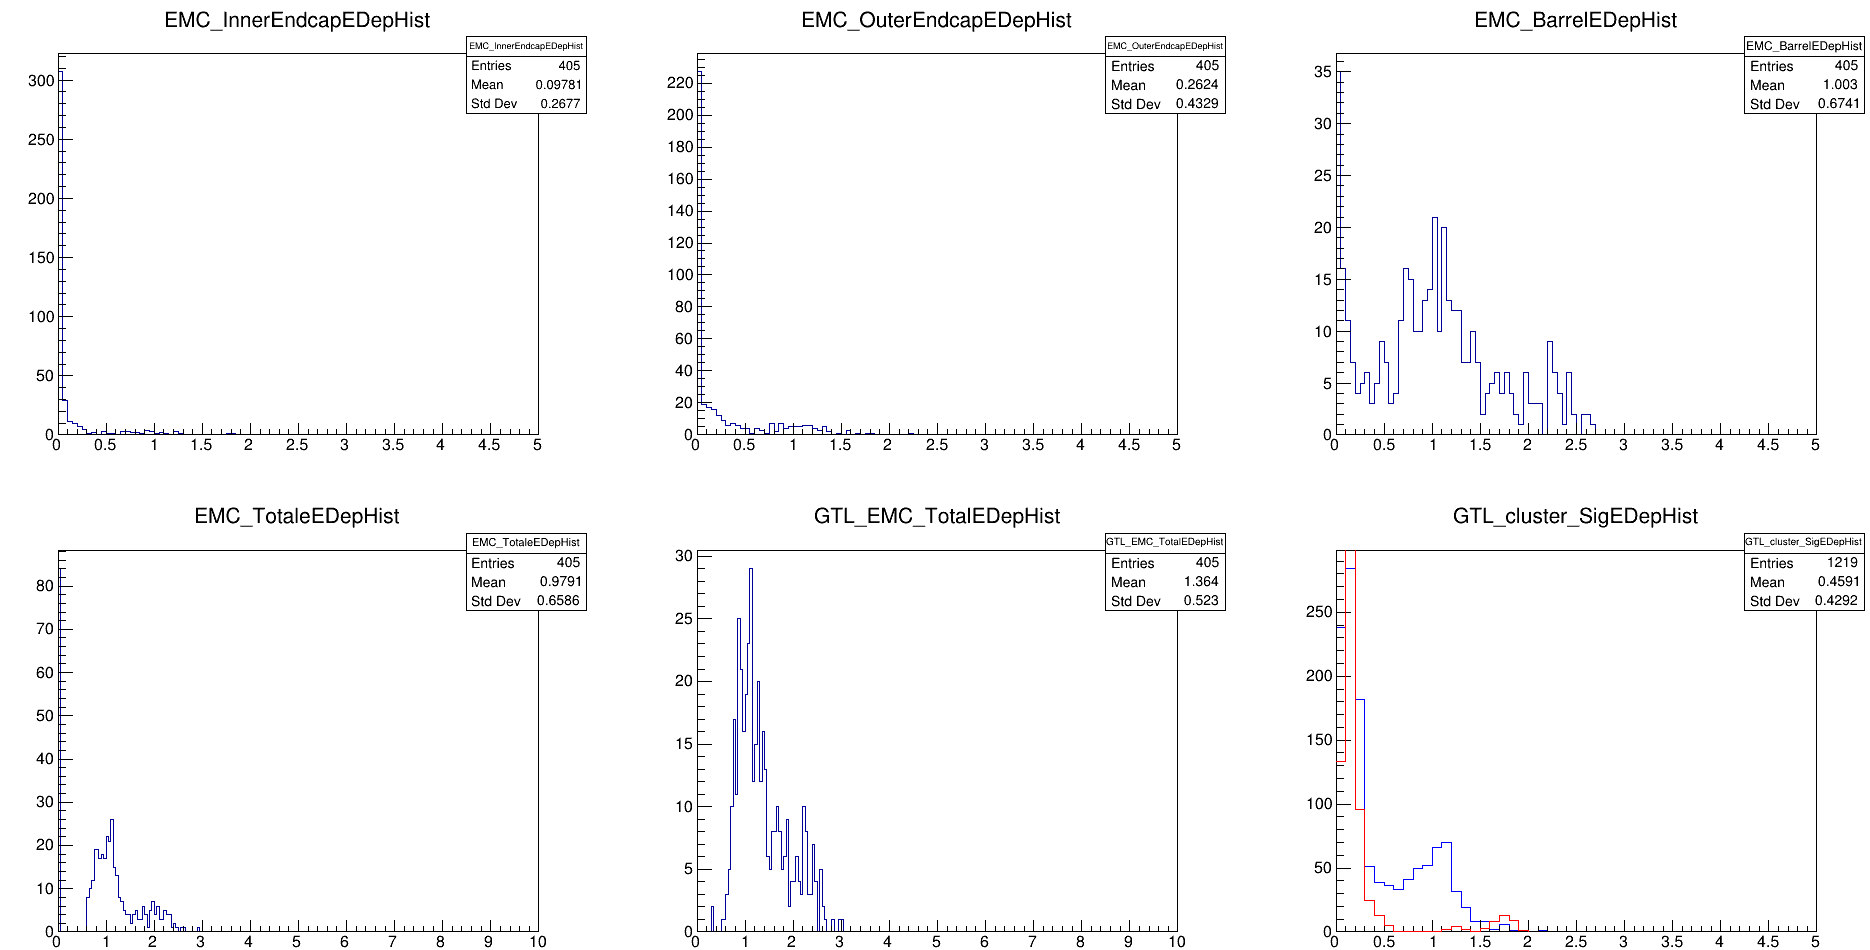 EMC_InnerEndcapEDepHist
EMC_InnerEndcapEDepHist
Entries 405
Mean 0.09781
Std Dev 0.2677
300
250
200
150
100
50
0
0 0.5 1 1.5 2 2.5 3 3.5 4 4.5 5
EMC_OuterEndcapEDepHist
EMC_OuterEndcapEDepHist
Entries 405
Mean 0.2624
Std Dev 0.4329
220
200
180
160
140
120
100
80
60
40
20
0
0 0.5 1 1.5 2 2.5 3 3.5 4 4.5 5
EMC_BarrelEDepHist
EMC_BarrelEDepHist
Entries 405
Mean 1.003
Std Dev 0.6741
35
30
25
20
15
10
5
0
0 0.5 1 1.5 2 2.5 3 3.5 4 4.5 5
EMC_TotaleEDepHist
EMC_TotaleEDepHist
Entries 405
Mean 0.9791
Std Dev 0.6586
80
70
60
50
40
30
20
10
0
0 1 2 3 4 5 6 7 8 9 10
GTL_EMC_TotalEDepHist
GTL_EMC_TotalEDepHist
Entries 405
Mean 1.364
Std Dev 0.523
30
25
20
15
10
5
0
0 1 2 3 4 5 6 7 8 9 10
GTL_cluster_SigEDepHist
GTL_cluster_SigEDepHist
Entries 1219
Mean 0.4591
Std Dev 0.4292
250
200
150
100
50
0
0 0.5 1 1.5 2 2.5 3 3.5 4 4.5 5